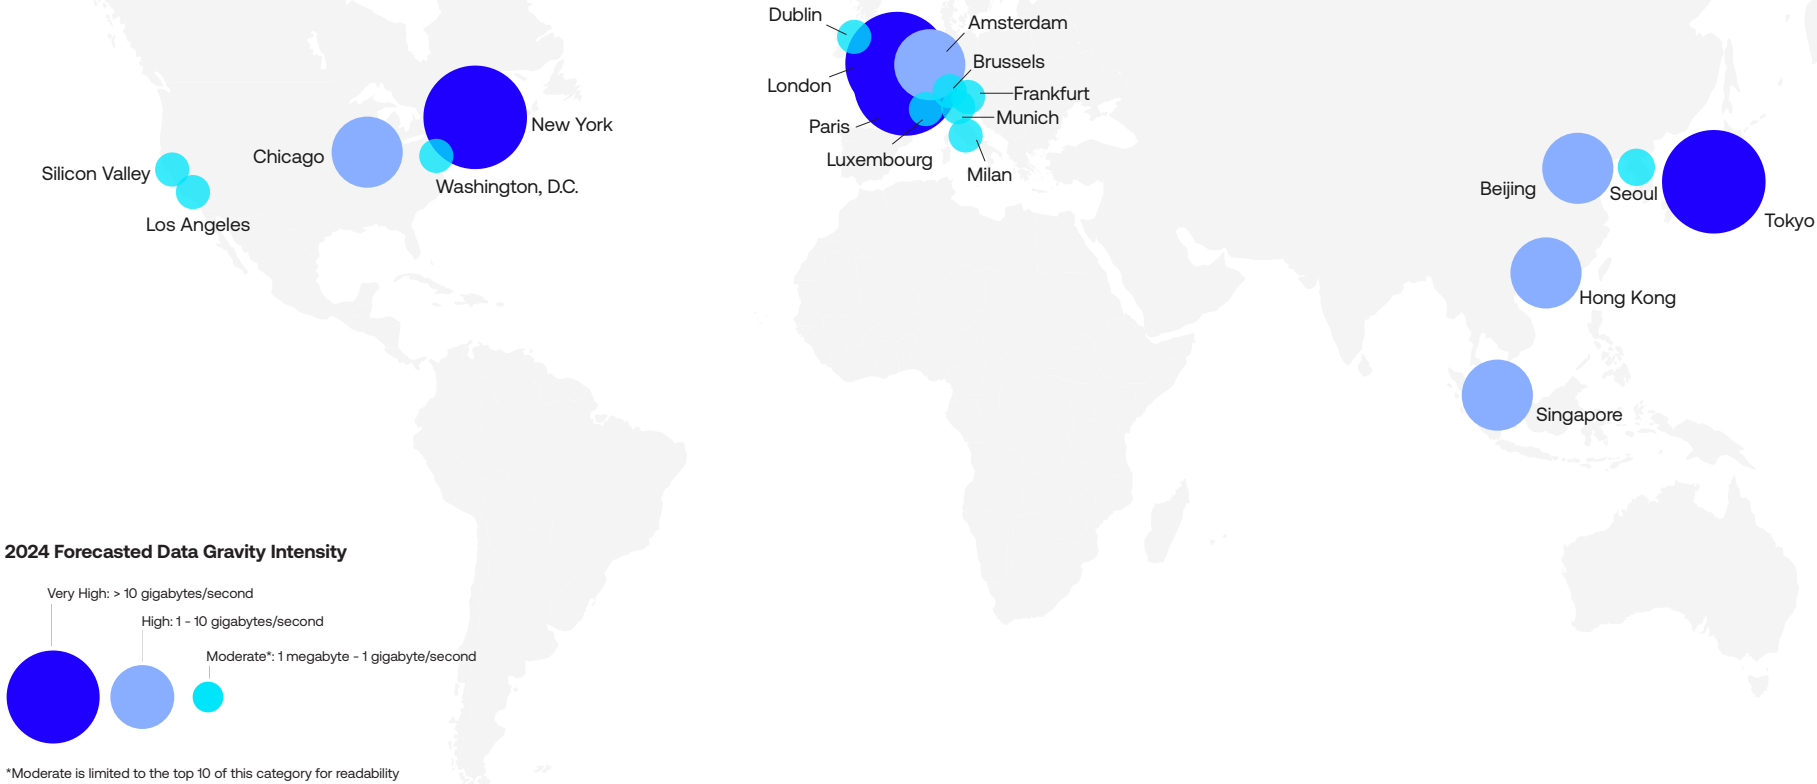 Dublin
Amsterdam
Brussels
London
Frankfurt
Munich
Paris
Luxembourg
Milan
New York
Chicago
Silicon Valley
Washington, D.C.
Los Angeles
Beijing
Seoul
Tokyo
Hong Kong
Singapore
2024 Forecasted Data Gravity Intensity
Very High: > 10 gigabytes/second
High: 1 - 10 gigabytes/second
Moderate*: 1 megabyte - 1 gigabyte/second
*Moderate is limited to the top 10 of this category for readability